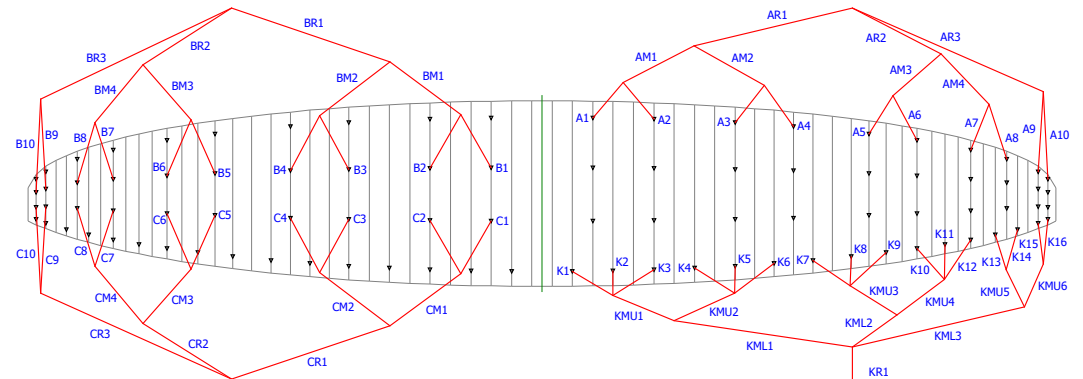 BR1
AR1
BR2
AR2
AR3
BR3
AM1
AM2
AM3
AM4
BM2
BM1
BM4
BM3
A1
A2
A3
A4
A5
A6
A7
A8
A9
A10
B10
B9
B8
B7
B6
B5
B4
B3
B2
B1
C10
C9
C8
C7
C6
C5
C4
C3
C2
C1
K1
K2
K3
K4
K5
K6
K7
K8
K9
K10
K11
K12
K13
K14
K15
K16
CM4
CM3
CM2
CM1
KMU1
KMU2
KMU3
KMU4
KMU5
KMU6
CR3
CR2
CR1
KML1
KML2
KML3
KR1